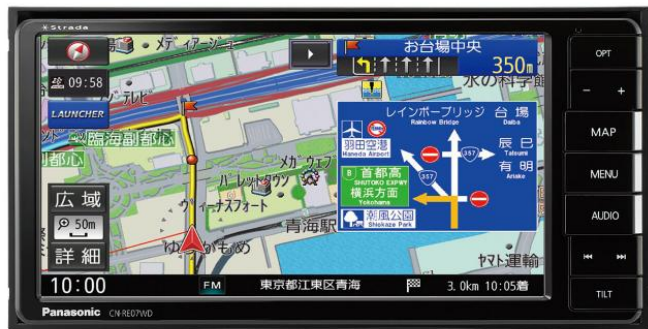 Strada
メディアージュ
お台場中央
350m
09:58
テレビ
水の科学館
LAUNCHER
臨海副都心
レインボーブリッジ
Rainbow Bridge
台場
Daiba
羽田空港
Haneda Airport
357
辰巳
Tatsumi
有明
Ariake
357
首都高
SHUTOKO EXPWY
横浜方面
Yokohama
潮風公園
Shiokaze Park
メガウェブ
パレットタウン
ヴィーナスフォート
広域
50m
詳細
青海駅
ゆりかもめ
ヤマト運輸
10:00
FM
東京都江東区青海
3.0km 10:05着
Panasonic CN-RE07WD
OPT
- +
MAP
MENU
AUDIO
TILT